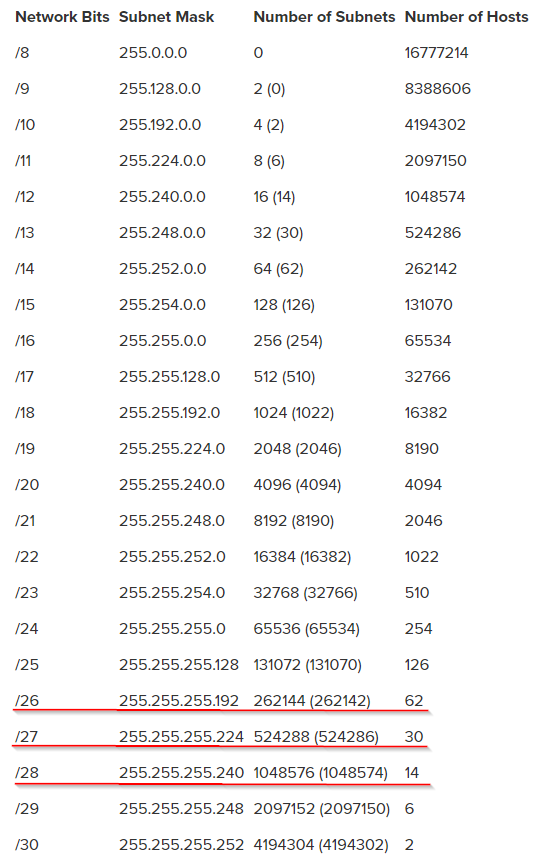 Network Bits Subnet Mask Number of Subnets Number of Hosts
/8 255.0.0.0 0 16777214
/9 255.128.0.0 2 (0) 8388606
/10 255.192.0.0 4 (2) 4194302
/11 255.224.0.0 8 (6) 2097150
/12 255.240.0.0 16 (14) 1048574
/13 255.248.0.0 32 (30) 524286
/14 255.252.0.0 64 (62) 262142
/15 255.254.0.0 128 (126) 131070
/16 255.255.0.0 256 (254) 65534
/17 255.255.128.0 512 (510) 32766
/18 255.255.192.0 1024 (1022) 16382
/19 255.255.224.0 2048 (2046) 8190
/20 255.255.240.0 4096 (4094) 4094
/21 255.255.248.0 8192 (8190) 2046
/22 255.255.252.0 16384 (16382) 1022
/23 255.255.254.0 32768 (32766) 510
/24 255.255.255.0 65536 (65534) 254
/25 255.255.255.128 131072 (131070) 126
/26 255.255.255.192 262144 (262142) 62
/27 255.255.255.224 524288 (524286) 30
/28 255.255.255.240 1048576 (1048574) 14
/29 255.255.255.248 2097152 (2097150) 6
/30 255.255.255.252 4194304 (4194302) 2